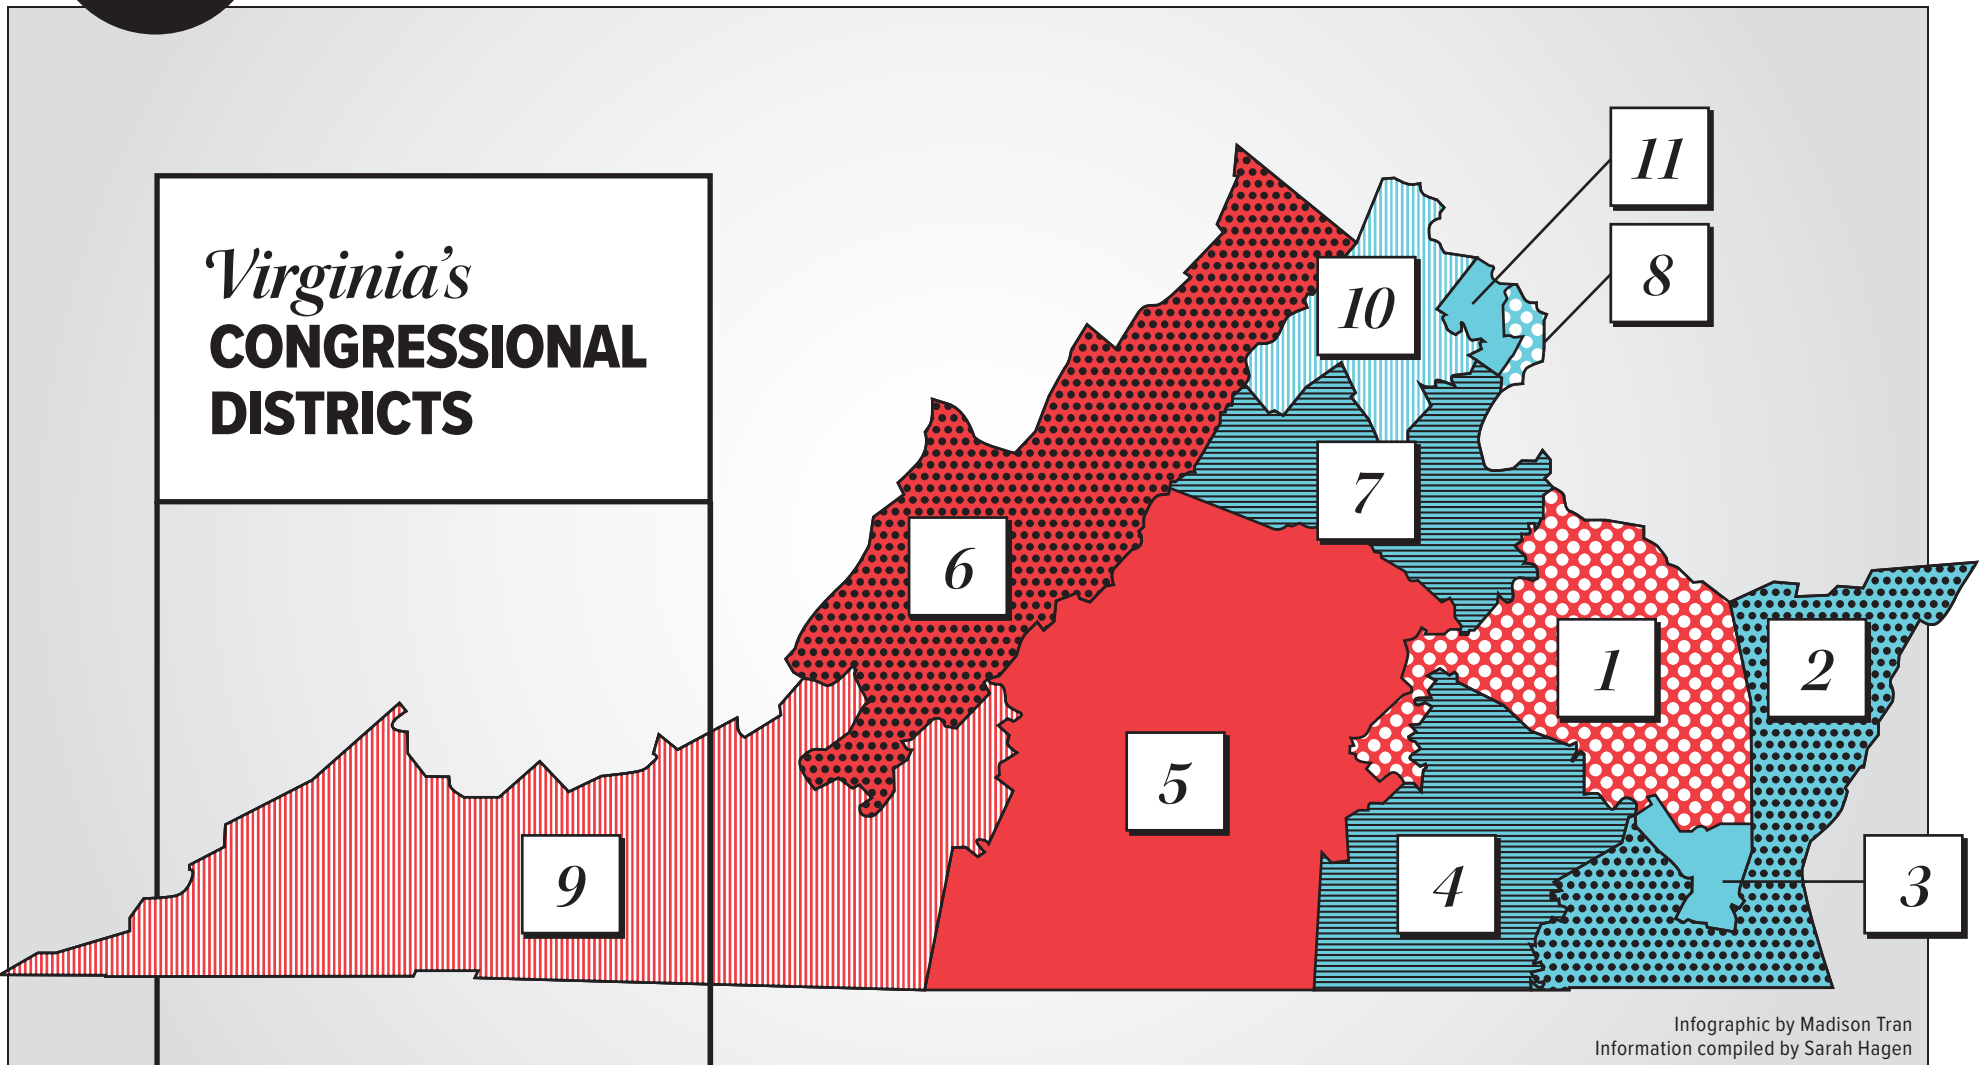 Virginia's
CONGRESSIONAL
DISTRICTS
11
8
10
7
6
1
2
5
9
4
3
Infographic by Madison Tran
Information compiled by Sarah Hagen